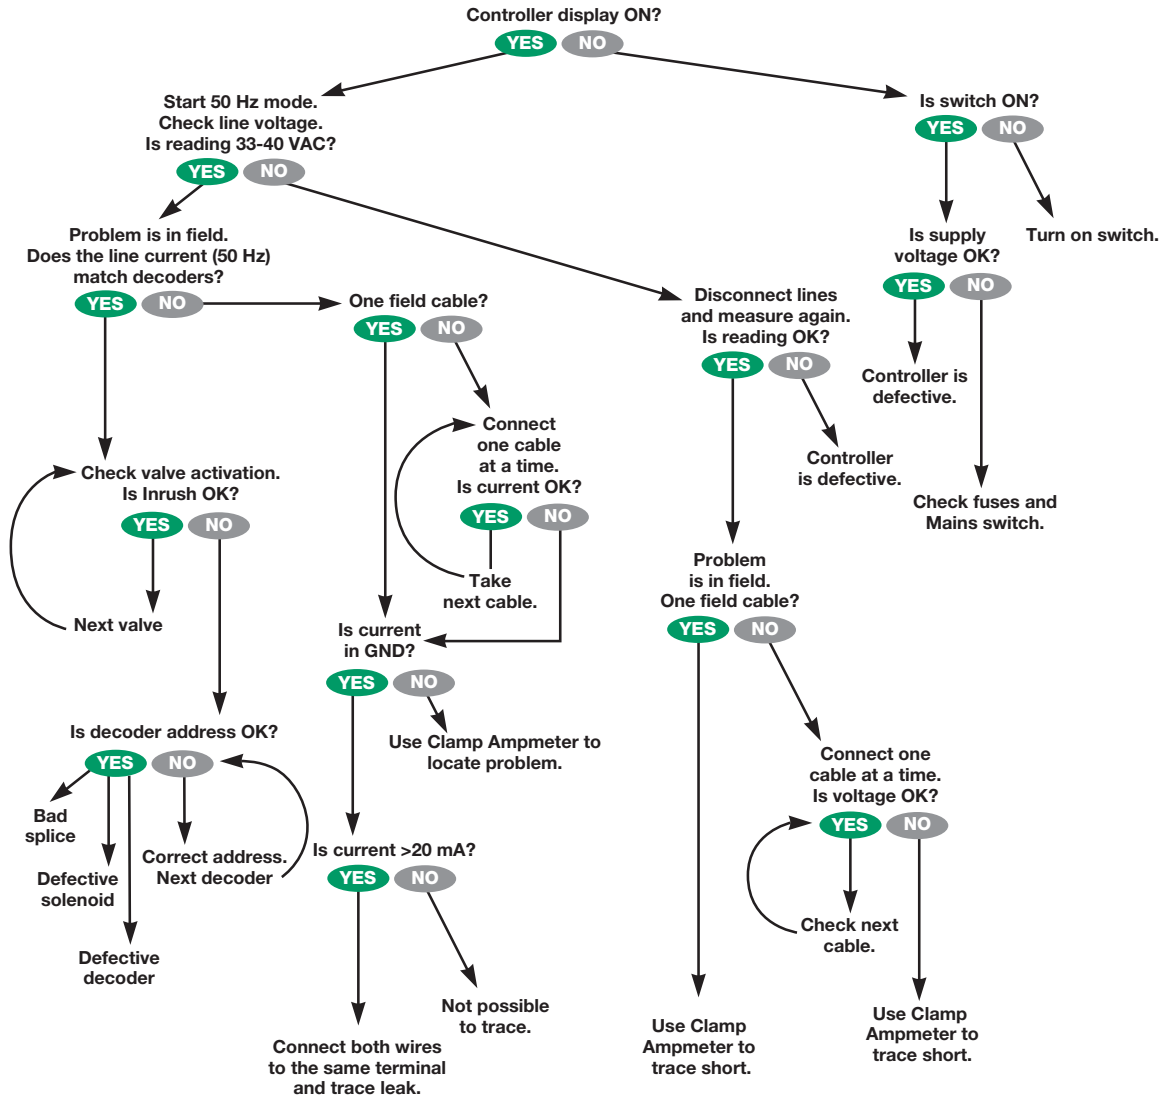 Controller display ON?
YES NO
Start 50 Hz mode.
Check line voltage.
Is reading 33-40 VAC?
YES NO
Is switch ON?
YES NO
Problem is in field.
Does the line current (50 Hz)
match decoders?
YES NO
Is supply
voltage OK?
YES NO
Turn on switch.
One field cable?
YES NO
Disconnect lines
and measure again.
Is reading OK?
YES NO
Controller is
defective.
Connect
one cable
at a time.
Is current OK?
YES NO
Controller
is defective.
Check valve activation.
Is Inrush OK?
YES NO
Check fuses and
Mains switch.
Take
next cable.
Problem
is in field.
One field cable?
YES NO
Next valve
Is current
in GND?
YES NO
Is decoder address OK?
YES NO
Use Clamp Ampmeter to
locate problem.
Connect one
cable at a time.
Is voltage OK?
YES NO
Bad
splice
Correct address.
Next decoder
Defective
solenoid
Is current >20 mA?
YES NO
Check next
cable.
Defective
decoder
Not possible
to trace.
Use Clamp
Ampmeter to
trace short.
Use Clamp
Ampmeter to
trace short.
Connect both wires
to the same terminal
and trace leak.